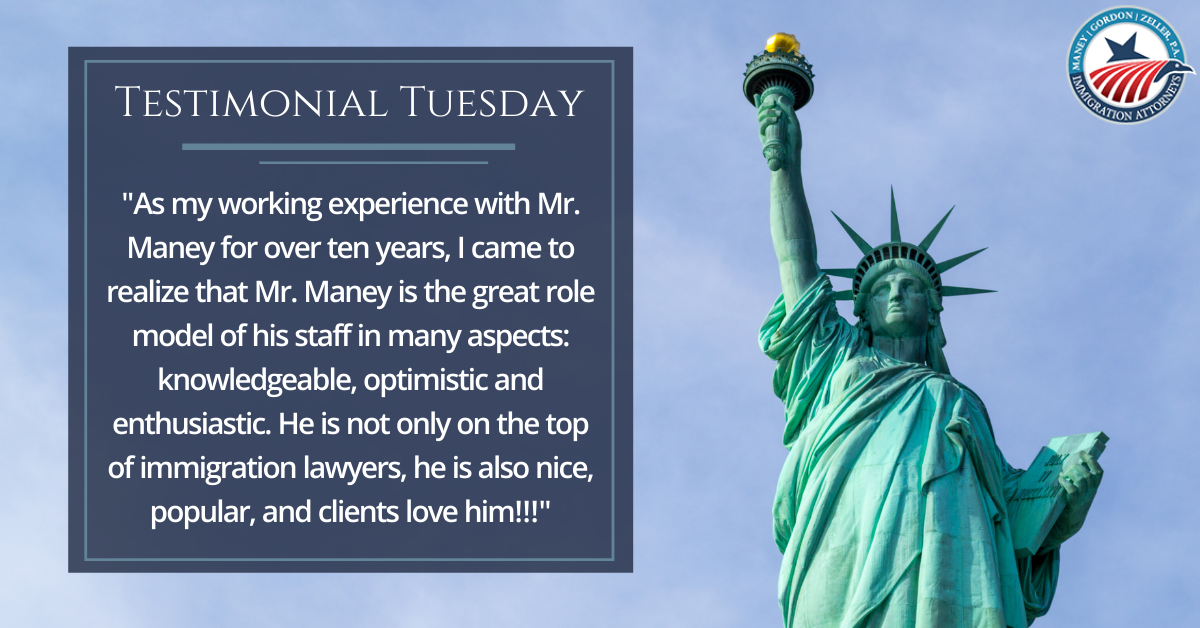 Testimonial Tuesday
"As my working experience with Mr.
Maney for over ten years, I came to
realize that Mr. Maney is the great role
model of his staff in many aspects:
knowledgeable, optimistic and
enthusiastic. He is not only on the top
of immigration lawyers, he is also nice,
popular, and clients love him!!!"
MANEY | GORDON | ZELLER, P.A.
IMMIGRATION ATTORNEYS